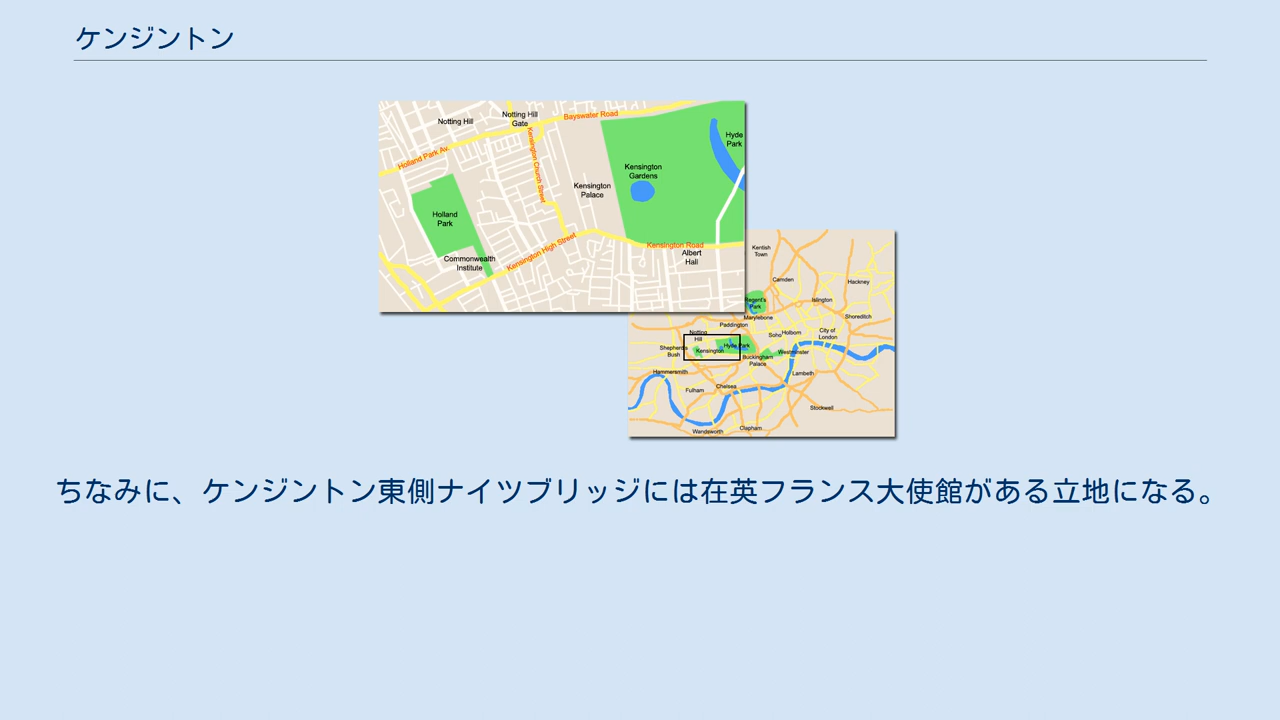 ケンジントン
Notting Hill
Notting Hill
Gate
Bayswater Road
Hyde
Park
Holland Park Av.
Kensington Church Street
Kensington
Gardens
Kensington
Palace
Holland
Park
Kensington High Street
Kensington Road
Albert
Hall
Commonwealth
Institute
Kentish
Town
Camden
Hackney
Regent's
Park
Islington
Marylebone
Shoreditch
Paddington
Notting
Hill
Soho
Holborn
City of
London
Shepherd's
Bush
Kensington
Hyde Park
Westminster
Buckingham
Palace
Hammersmith
Lambeth
Fulham
Chelsea
Stockwell
Wandsworth
Clapham
ちなみに、ケンジントン東側ナイツブリッジには在英フランス大使館がある立地になる。